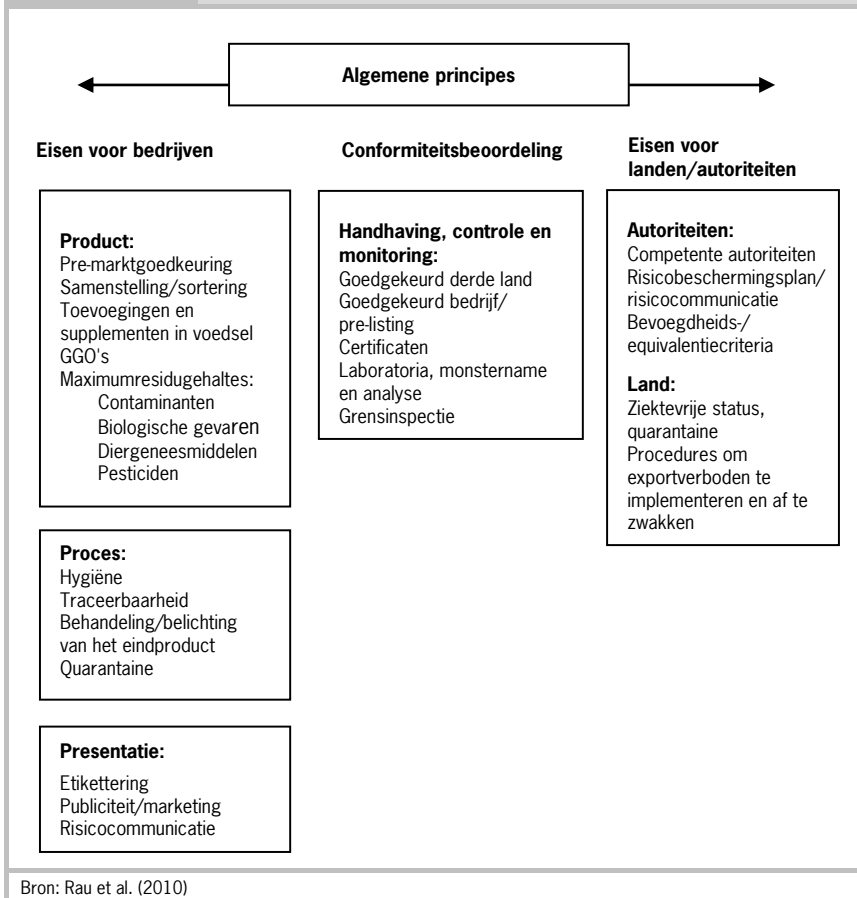 Algemene principes
Eisen voor bedrijven
Product:
Pre-marktgoedkeuring
Samenstelling/sortering
Toevoegingen en
supplementen in voedsel
GGO's
Maximumresidugehaltes:
Contaminanten
Biologische gevaren
Diergeneesmiddelen
Pesticiden
Proces:
Hygiëne
Traceerbaarheid
Behandeling/belichting
van het eindproduct
Quarantaine
Presentatie:
Etikettering
Publiciteit/marketing
Risicocommunicatie
Conformiteitsbeoordeling
Handhaving, controle en
monitoring:
Goedgekeurd derde land
Goedgekeurd bedrijf/
pre-listing
Certificaten
Laboratoria, monstername
en analyse
Grensinspectie
Eisen voor
landen/autoriteiten
Autoriteiten:
Competente autoriteiten
Risicobeschermingsplan/
risicocommunicatie
Bevoegdheids-/
equivalentiecriteria
Land:
Ziektevrije status,
quarantaine
Procedures om
exportverboden te
implementeren en af te
zwakken
Bron: Rau et al. (2010)